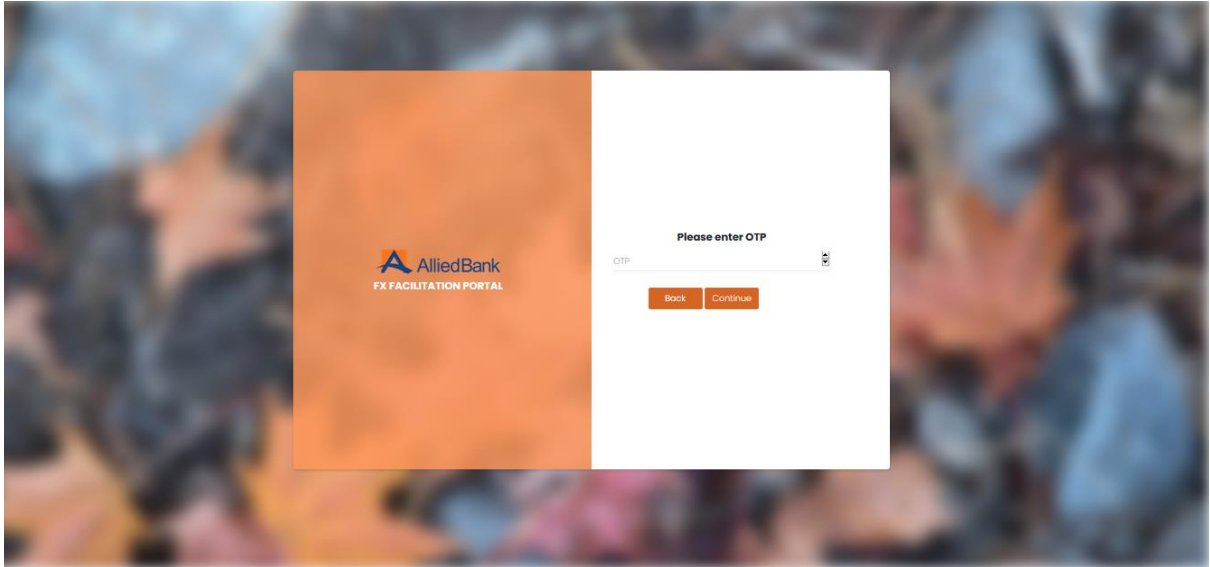 AlliedBank
FX FACILITATION PORTAL
Please enter OTP
OTP
Back
Continue